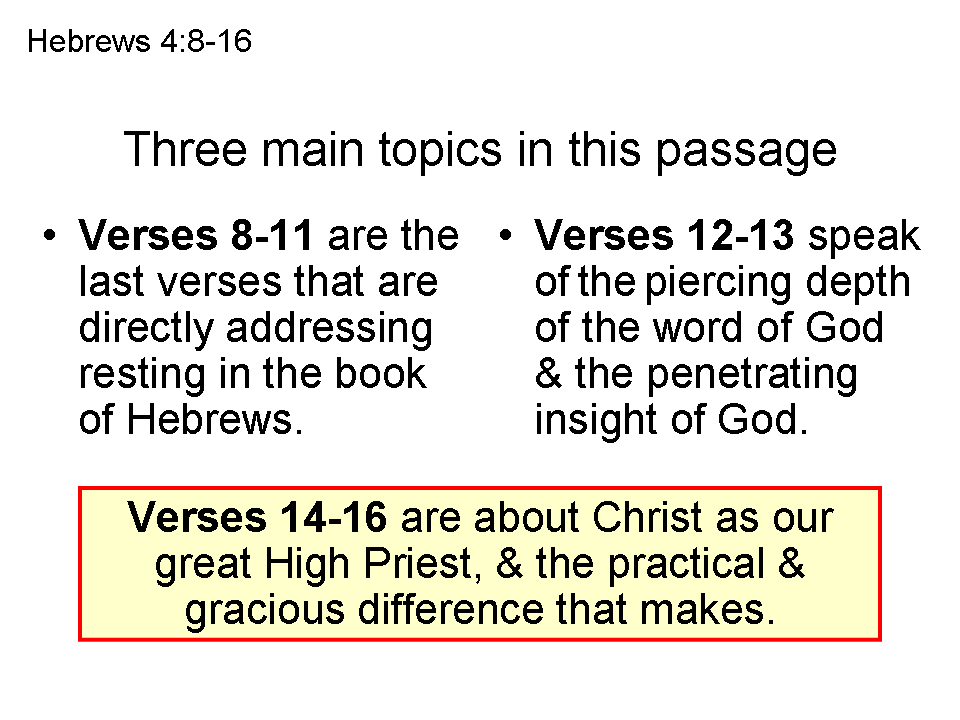 Hebrews 4:8-16
Three main topics in this passage
• Verses 8-11 are the
last verses that are
directly addressing
resting in the book
of Hebrews.
• Verses 12-13 speak
of the piercing depth
of the word of God
& the penetrating
insight of God.
Verses 14-16 are about Christ as our
great High Priest, & the practical &
gracious difference that makes.